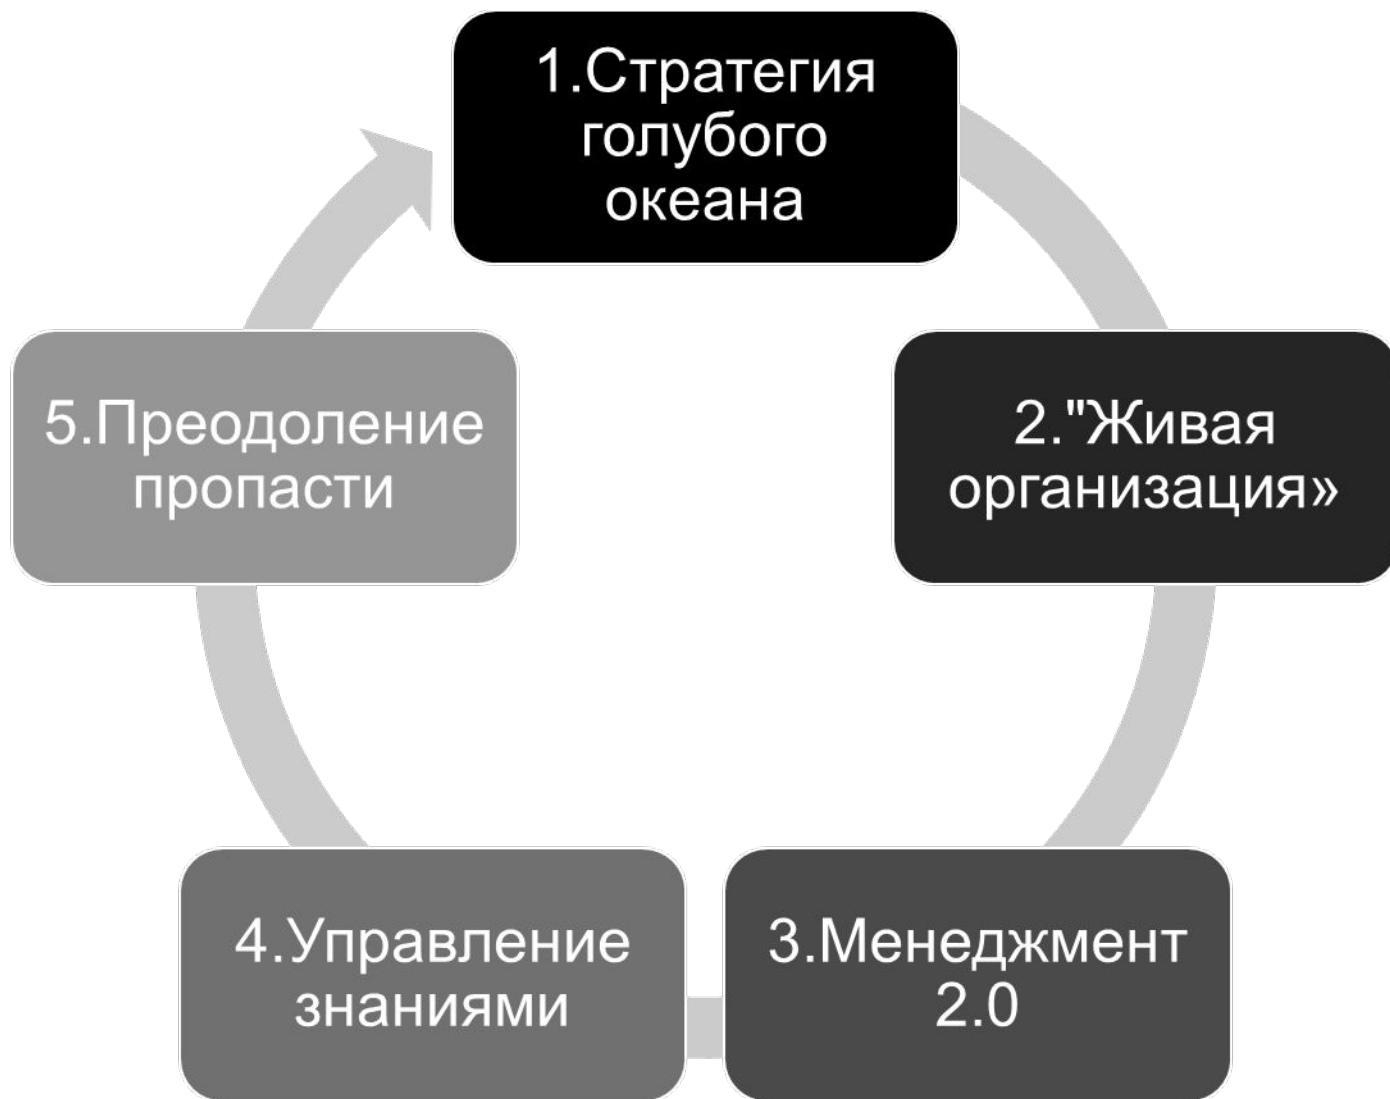 1.Стратегия
голубого
океана
2."Живая
организация»
3.Менеджмент
2.0
4.Управление
знаниями
5.Преодоление
пропасти